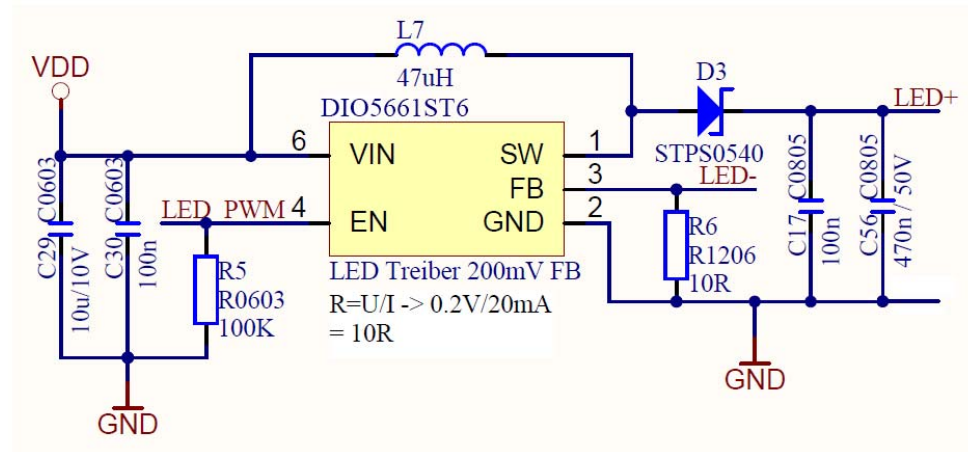 L7
47uH
VDD
DIO5661ST6
D3
STPS0540
LED+
6
VIN
SW
1
FB
3
LED-
LED_PWM
4
EN
GND
2
C29
C0603
10u/10V
C30
C0603
100n
R5
R0603
100K
LED Treiber 200mV FB
R=U/I -> 0.2V/20mA
= 10R
R6
R1206
10R
C17
C0805
100n
C56
C0805
470n / 50V
GND
GND